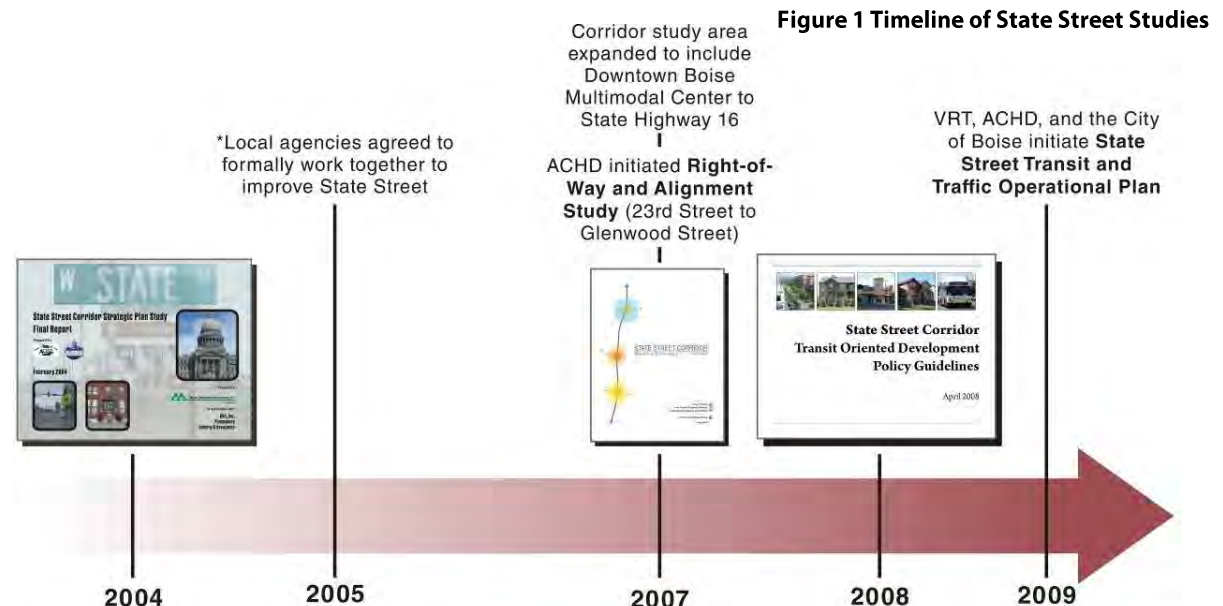 Figure 1 Timeline of State Street Studies
Corridor study area
expanded to include
Downtown Boise
Multimodal Center to
State Highway 16
ACHD initiated Right-of-
Way and Alignment
Study (23rd Street to
Glenwood Street)
*Local agencies agreed to
formally work together to
improve State Street
VRT, ACHD, and the City
of Boise initiate State
Street Transit and
Traffic Operational Plan
W STATE
State Street Corridor Strategic Plan Study
Final Report
February 2004
STATE STREET CORRIDOR
State Street Corridor
Transit Oriented Development
Policy Guidelines
April 2008
2004
2005
2007
2008
2009